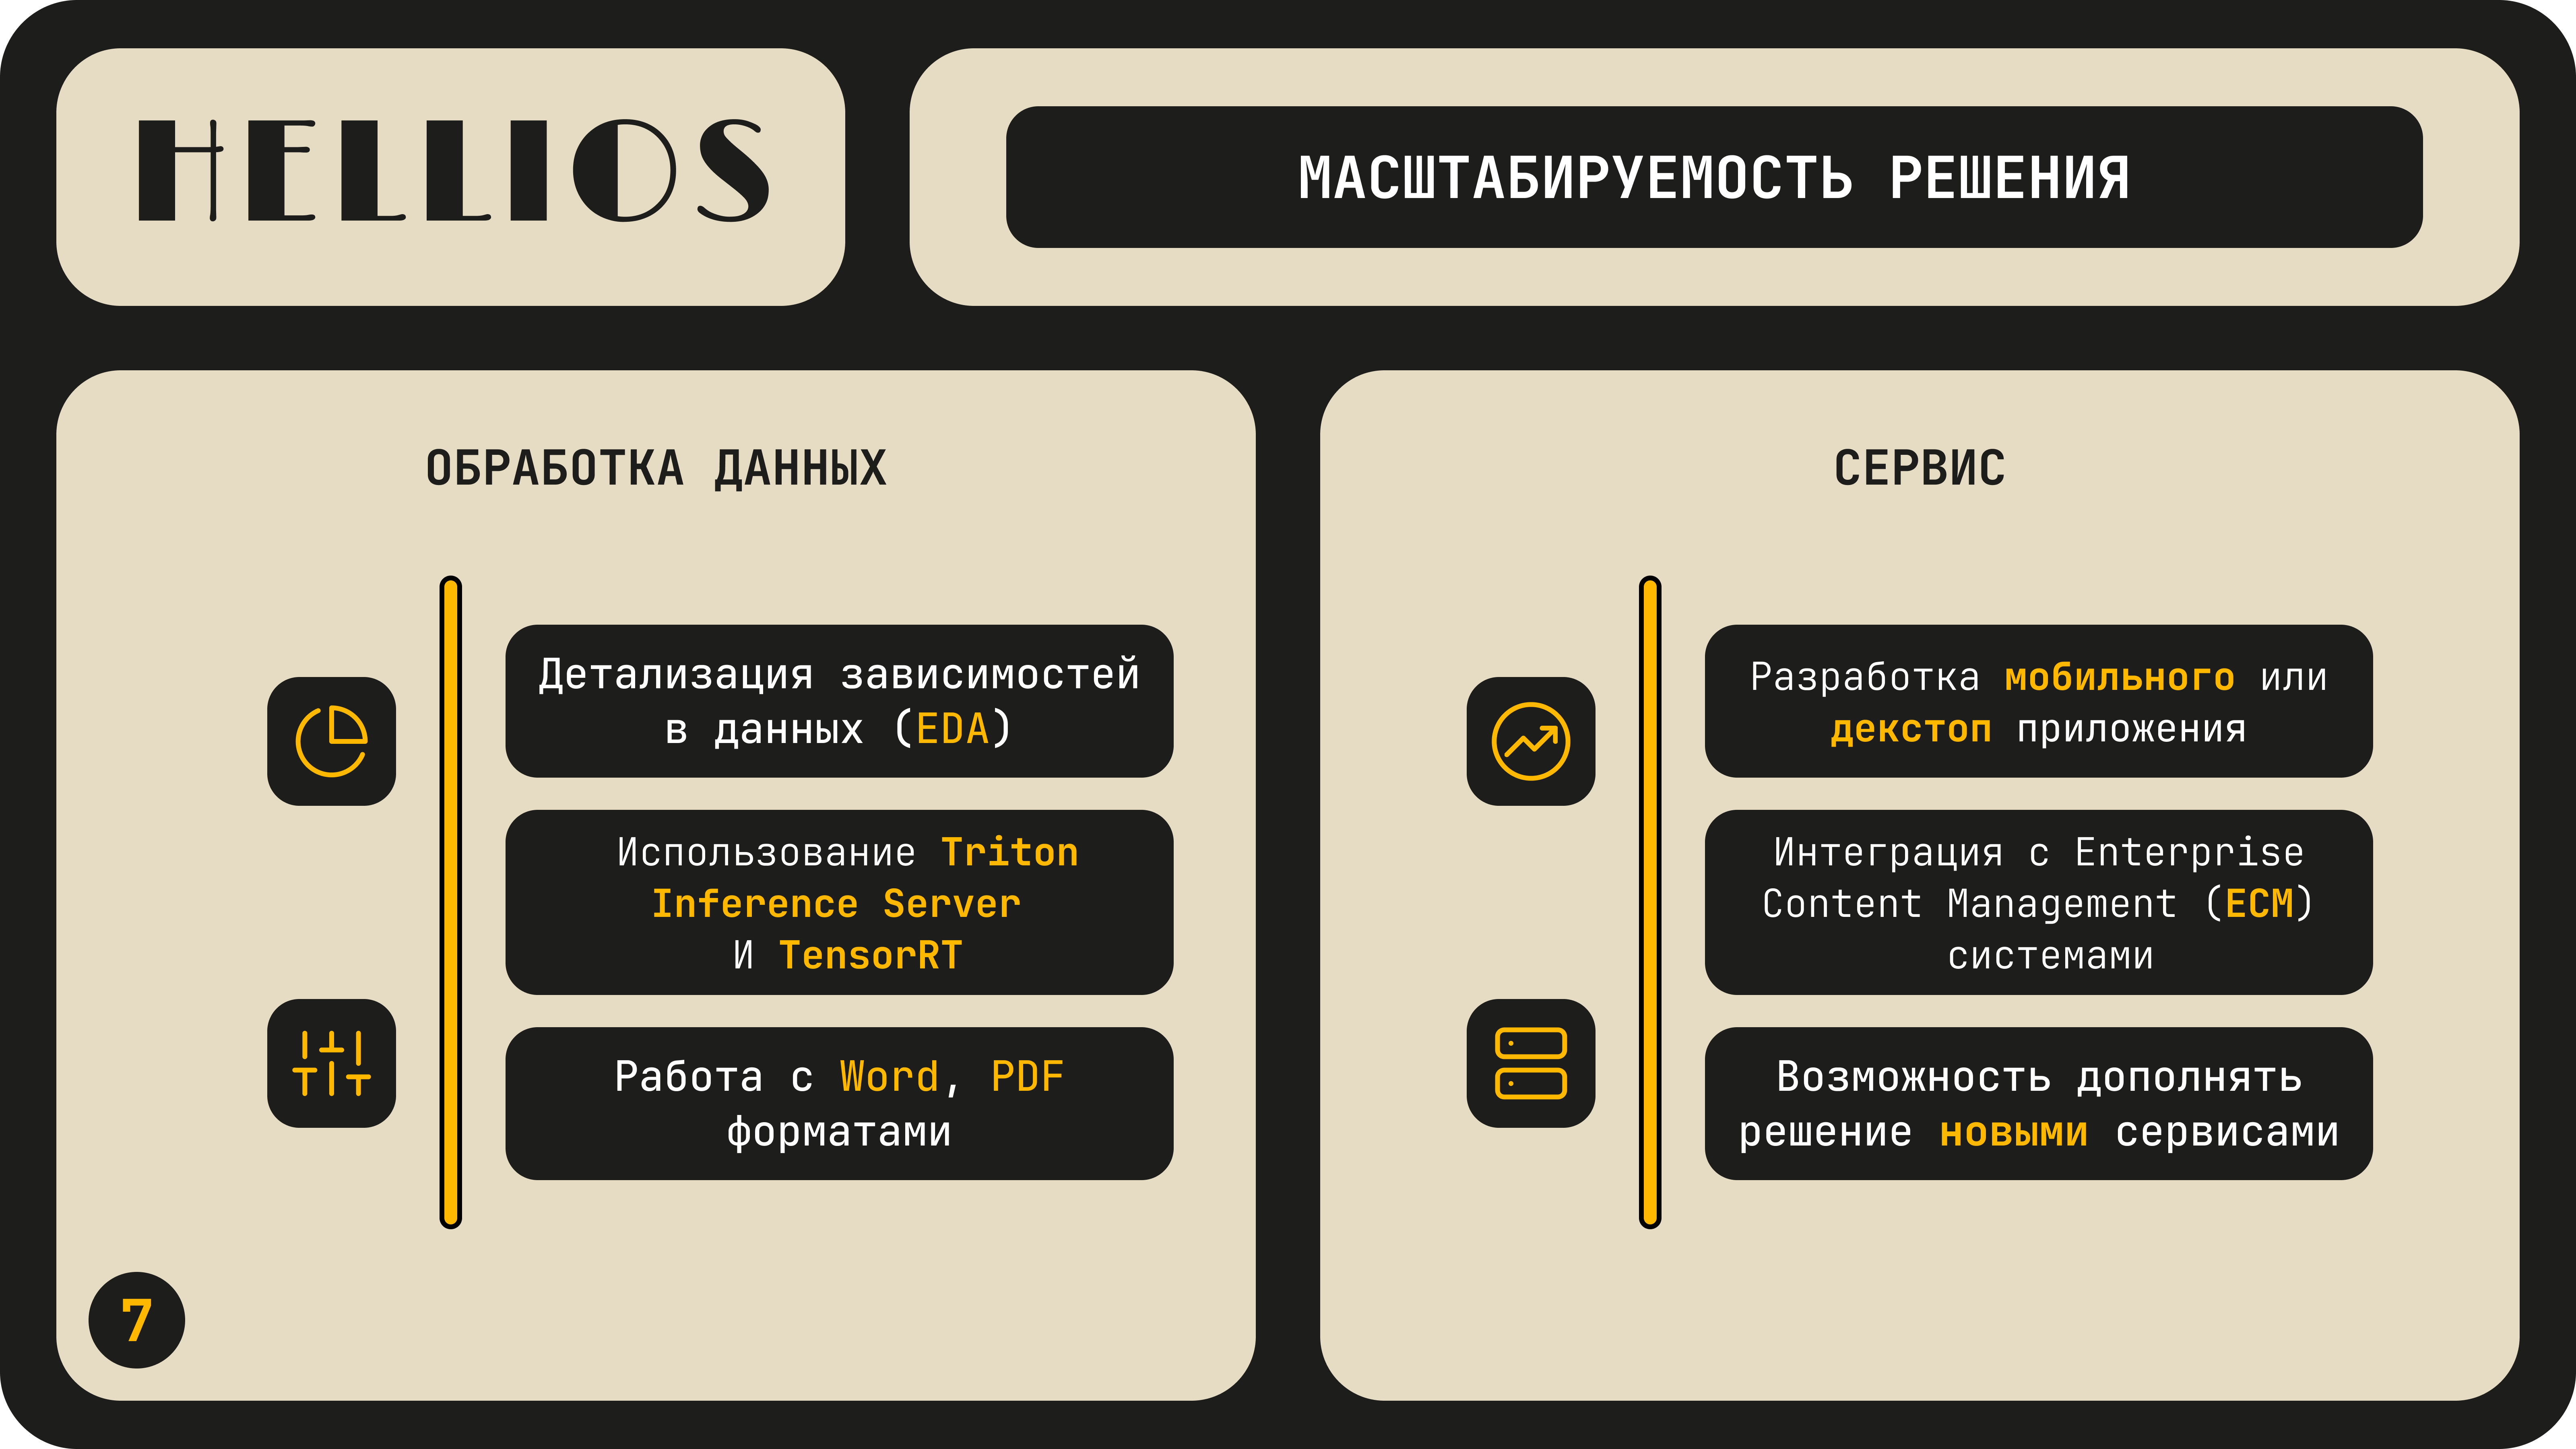 HELLIOS
МАСШТАБИРУЕМОСТЬ РЕШЕНИЯ
ОБРАБОТКА ДАННЫХ
Детализация зависимостей
в данных (EDA)
Использование Triton
Inference Server
И TensorRT
Работа с Word, PDF
форматами
7
СЕРВИС
Разработка мобильного или
декстоп приложения
Интеграция с Enterprise
Content Management (ECM)
системами
Возможность дополнять
решение новыми сервисами